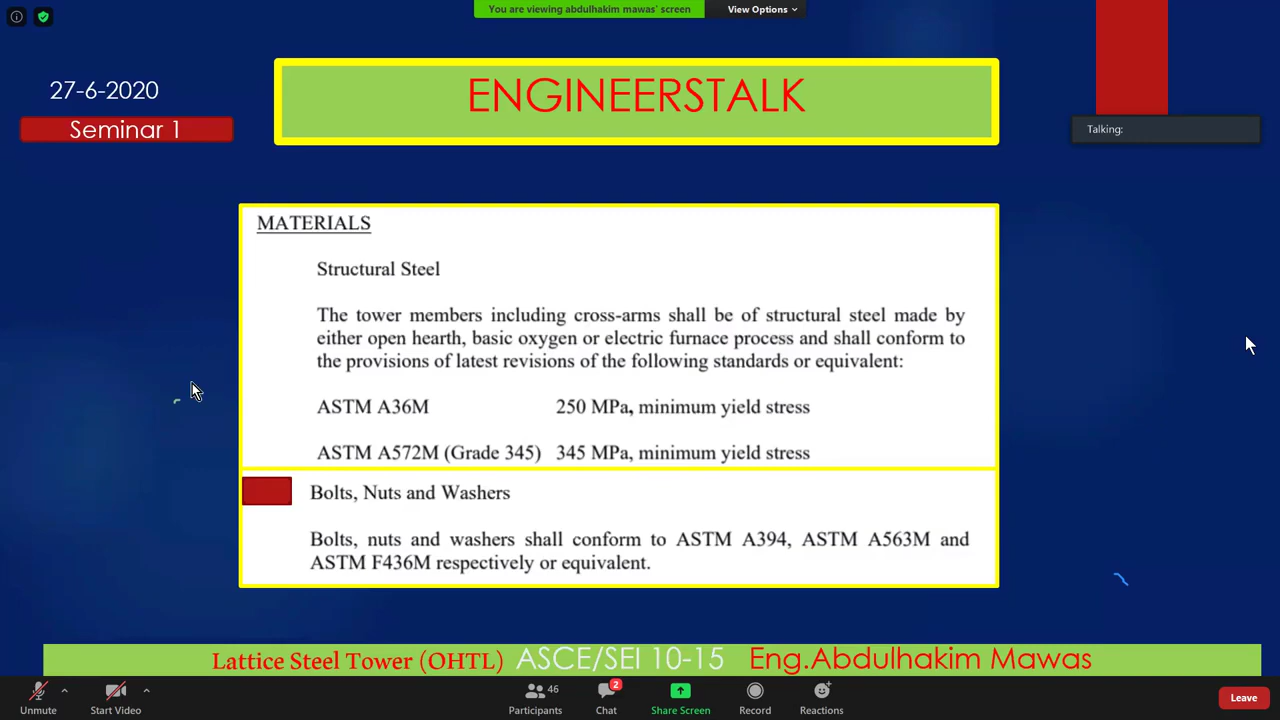 You are viewing abdulhakim mawas' screen
View Options
27-6-2020
ENGINEERSTALK
Seminar 1
Talking:
MATERIALS
Structural Steel
The tower members including cross-arms shall be of structural steel made by
either open hearth, basic oxygen or electric furnace process and shall conform to
the provisions of latest revisions of the following standards or equivalent:
ASTM A36M 250 MPa, minimum yield stress
ASTM A572M (Grade 345) 345 MPa, minimum yield stress
Bolts, Nuts and Washers
Bolts, nuts and washers shall conform to ASTM A394, ASTM A563M and
ASTM F436M respectively or equivalent.
Lattice Steel Tower (OHTL) ASCE/SEI 10-15 Eng.Abdulhakim Mawas
46
2
Unmute Start Video Participants Chat Share Screen Record Reactions Leave